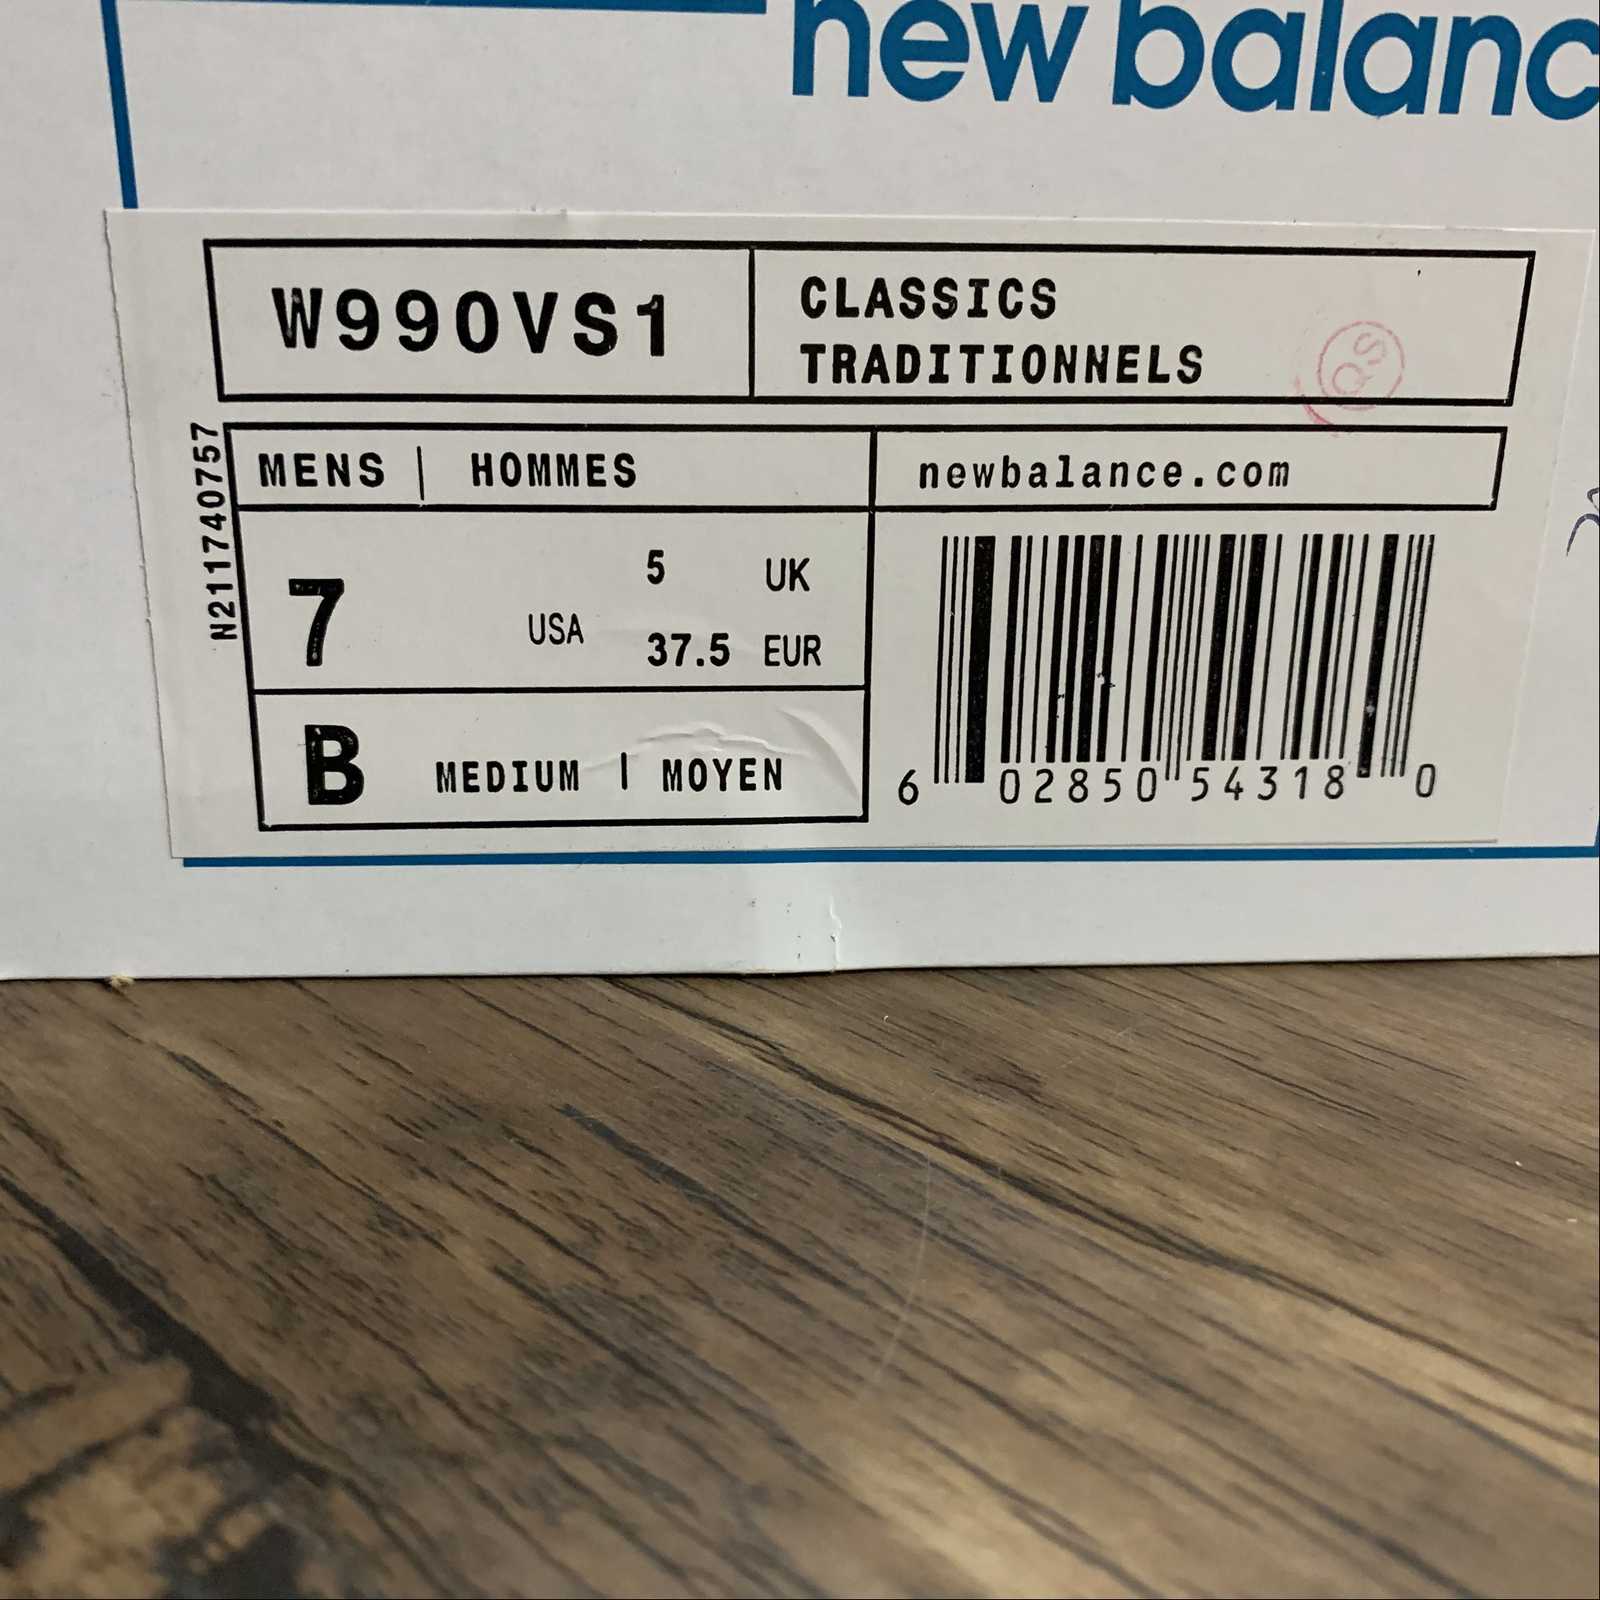 new balanc
W990VS1
CLASSICS
TRADITIONNELS
QS
N211740757
MENS | HOMMES
newbalance.com
7 USA
5 UK
37.5 EUR
B MEDIUM | MOYEN
6 02850 54318 0